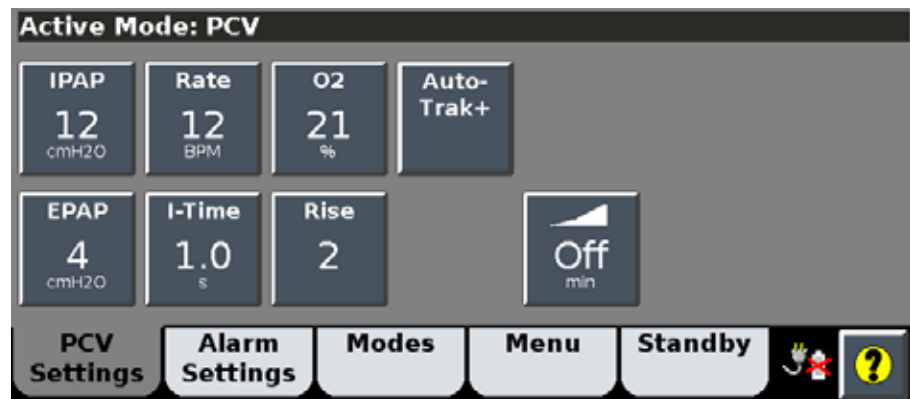 Active Mode: PCV
IPAP
12
cmH2O
Rate
12
BPM
O2
21
%
Auto-
Trak+
EPAP
4
cmH2O
I-Time
1.0
s
Rise
2
Off
min
PCV
Settings
Alarm
Settings
Modes
Menu
Standby
?